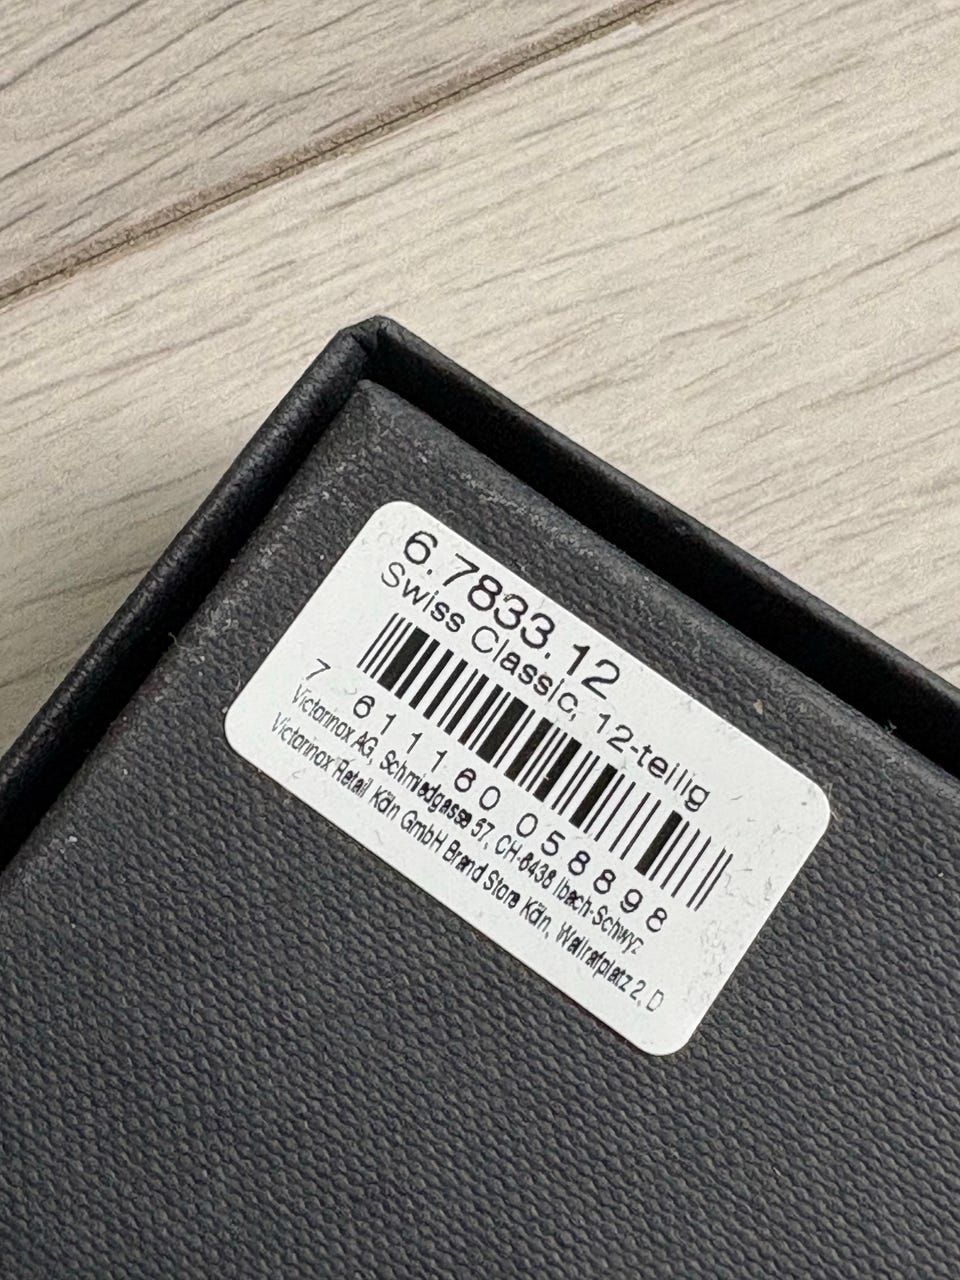 6.7833.12
Swiss Classic, 12-teilig
7 611160 058898
Victorinox AG, Schmiedgasse 57, CH-6438 Ibach-Schwyz
Victorinox Retail Köln GmbH Brand Store Köln, Wallrafplatz 2, D